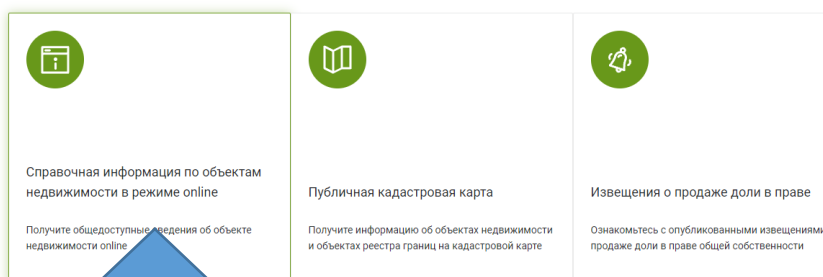 Справочная информация по объектам
недвижимости в режиме online
Получите общедоступные сведения об объекте
недвижимости online
Публичная кадастровая карта
Получите информацию об объектах недвижимости
и объектах реестра границ на кадастровой карте
Извещения о продаже доли в праве
Ознакомьтесь с опубликованными извещениями
продаже доли в праве общей собственности